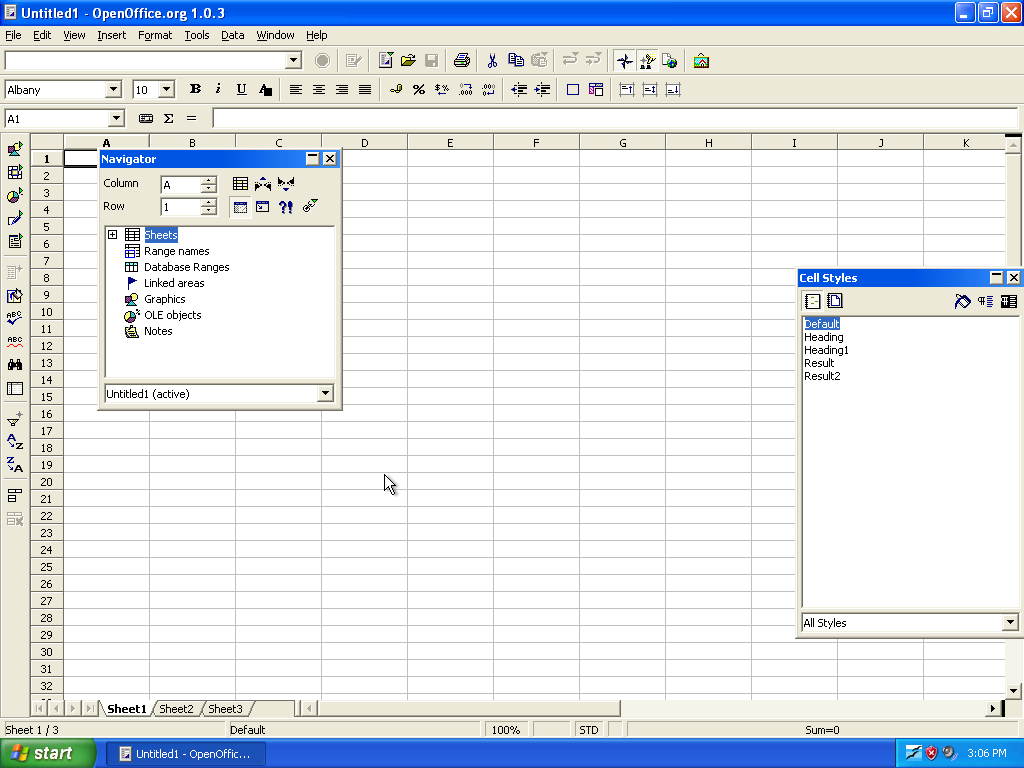 Untitled1 - OpenOffice.org 1.0.3
File Edit View Insert Format Tools Data Window Help
Albany 10 B i U A
A1 Σ =
A B C D E F G H I J K
1
2
3
4
5
6
7
8
9
10
11
12
13
14
15
16
17
18
19
20
21
22
23
24
25
26
27
28
29
30
31
32
Navigator
Column A
Row 1
Sheets
Range names
Database Ranges
Linked areas
Graphics
OLE objects
Notes
Untitled1 (active)
Cell Styles
Default
Heading
Heading1
Result
Result2
All Styles
Sheet1 Sheet2 Sheet3
Sheet 1 / 3 Default 100% STD Sum=0
start Untitled1 - OpenOffic... 3:06 PM